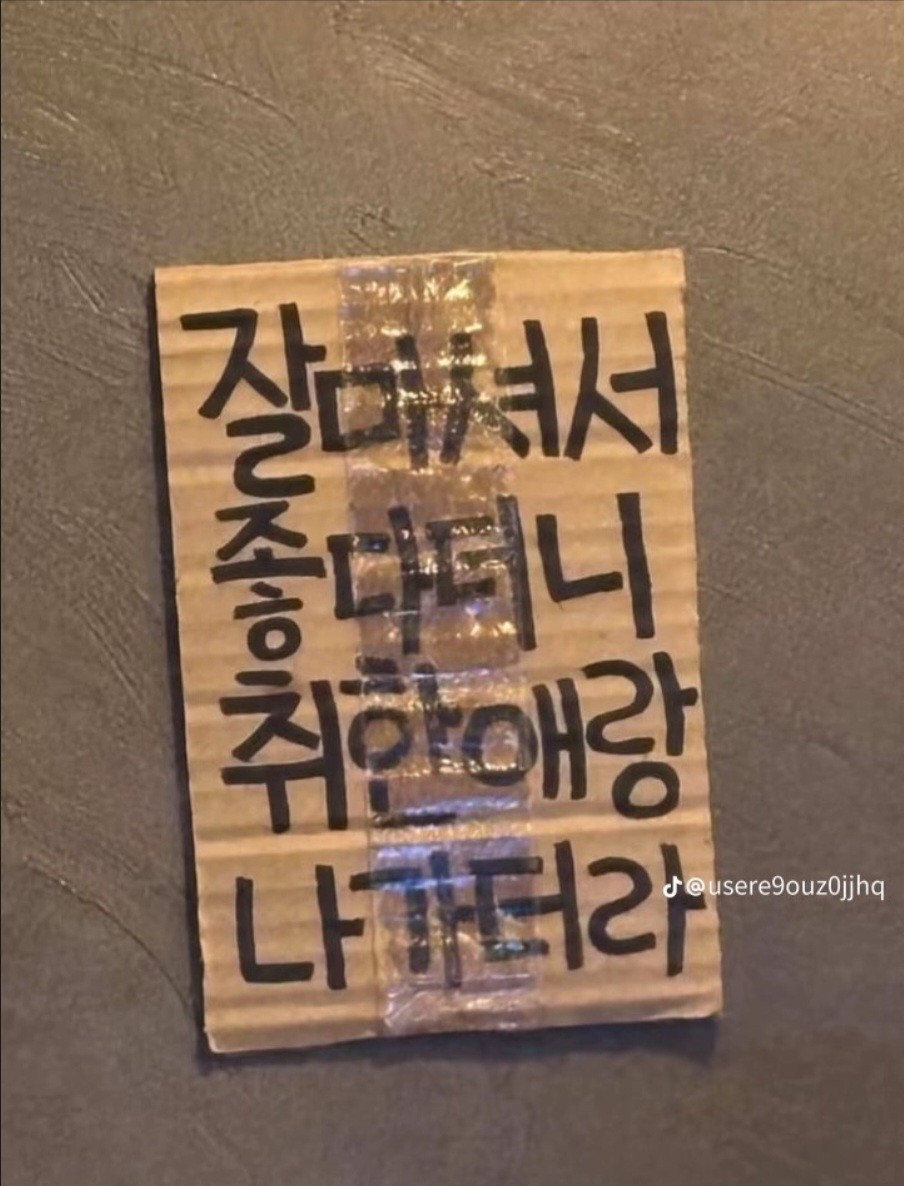 잘마셔서
좋다더니
취한애랑
나가더라
@usere9ouz0jjhq